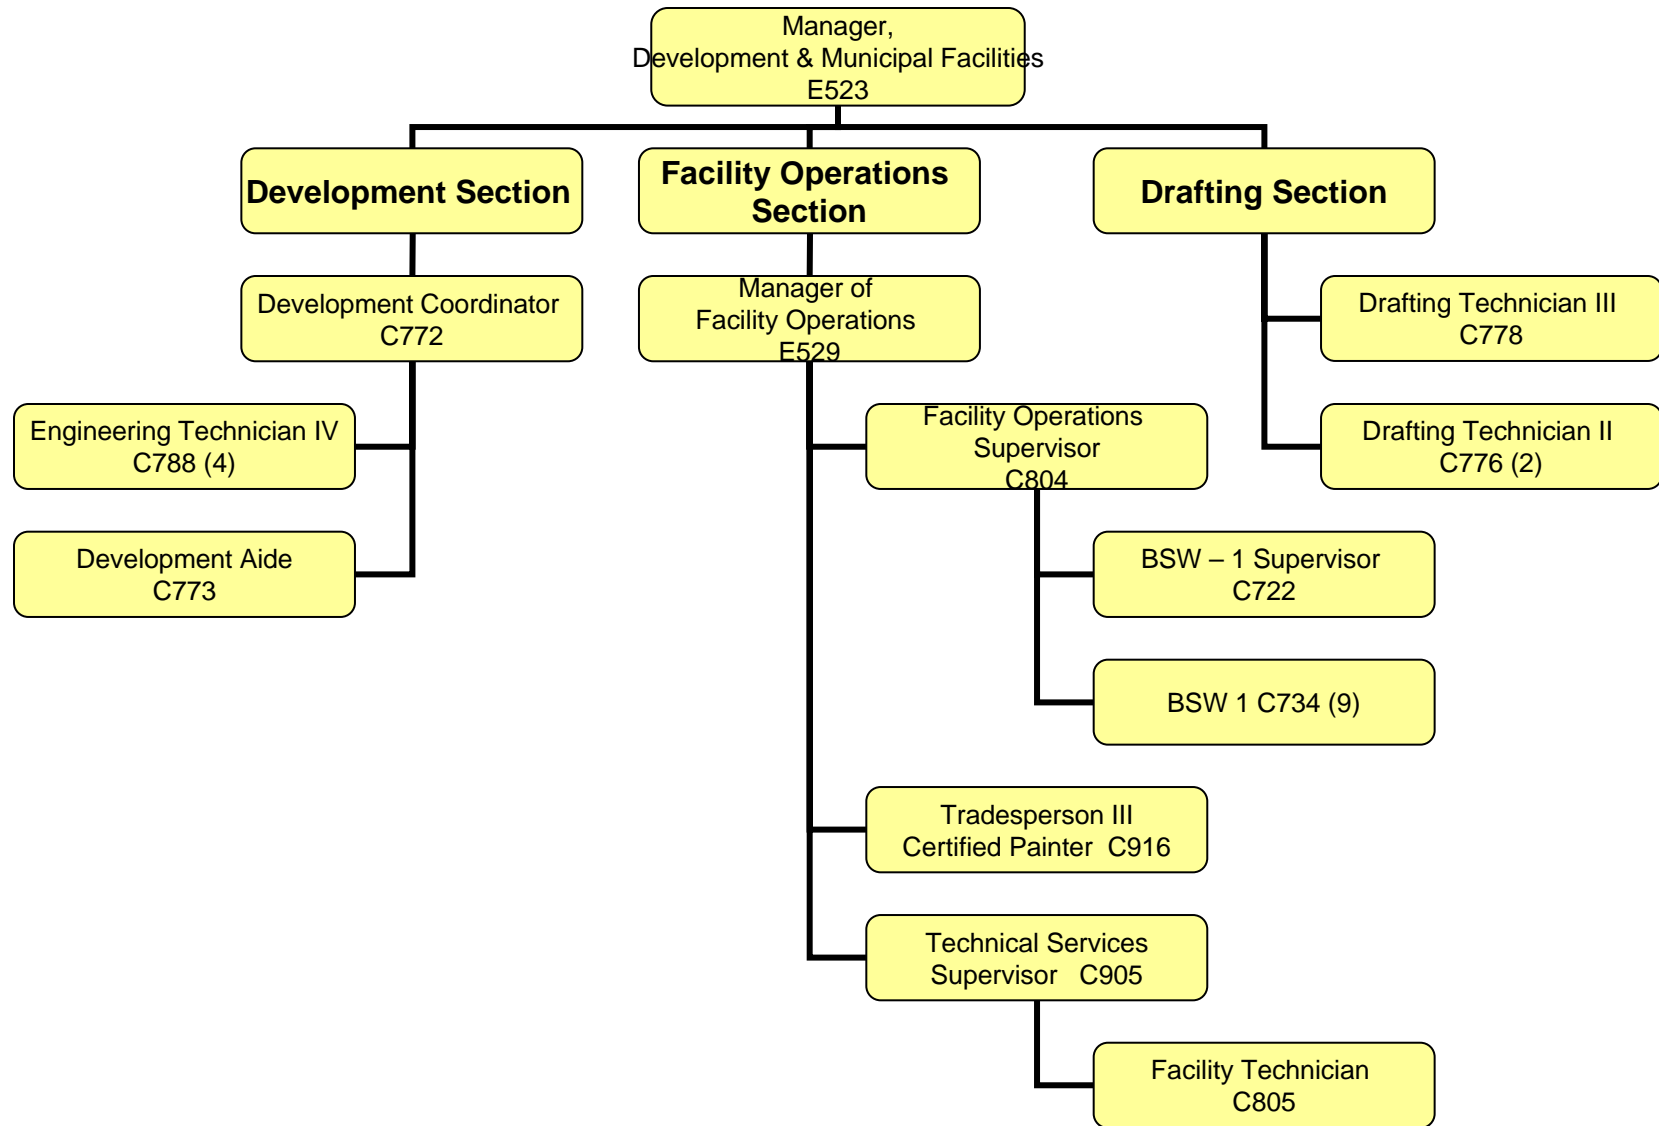 Manager,
Development & Municipal Facilities
E523
Development Section
Facility Operations
Section
Drafting Section
Development Coordinator
C772
Manager of
Facility Operations
E529
Drafting Technician III
C778
Engineering Technician IV
C788 (4)
Facility Operations
Supervisor
C804
Drafting Technician II
C776 (2)
Development Aide
C773
BSW – 1 Supervisor
C722
BSW 1 C734 (9)
Tradesperson III
Certified Painter C916
Technical Services
Supervisor C905
Facility Technician
C805